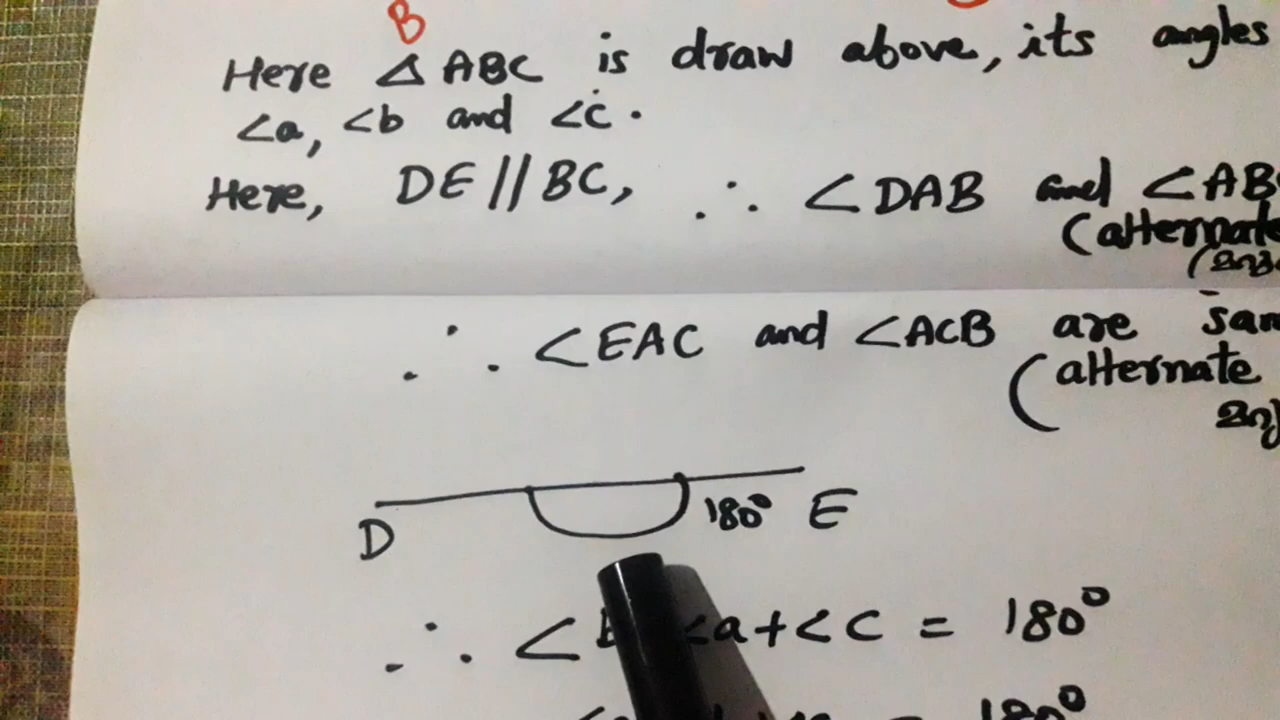 B
Here △ ABC is draw above, its angles
<a, <b and <c.
Here, DE // BC, ∴ <DAB and <AB
(alternate
∴ <EAC and <ACB are
(alternate
D 180° E
∴ < <a + <c = 180°
= 180°